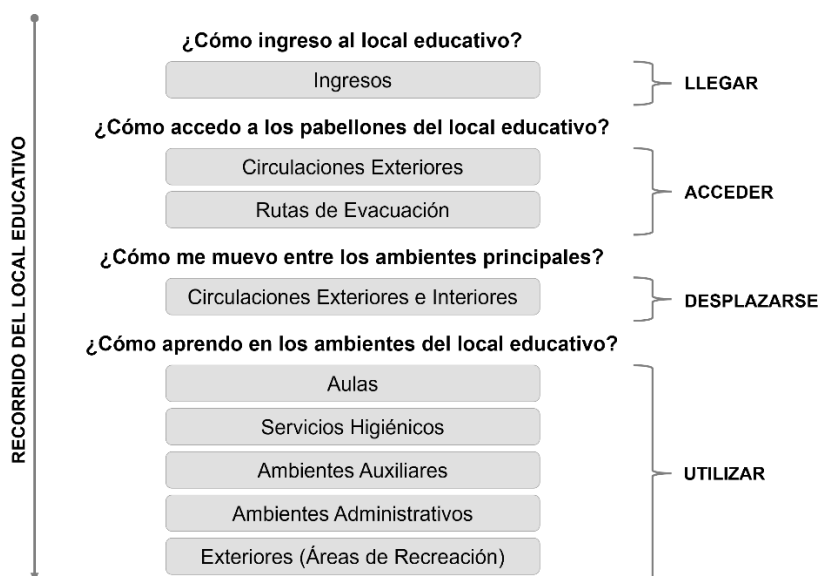 RECORRIDO DEL LOCAL EDUCATIVO
¿Cómo ingreso al local educativo?
Ingresos
LLEGAR
¿Cómo accedo a los pabellones del local educativo?
Circulaciones Exteriores
Rutas de Evacuación
ACCEDER
¿Cómo me muevo entre los ambientes principales?
Circulaciones Exteriores e Interiores
DESPLAZARSE
¿Cómo aprendo en los ambientes del local educativo?
Aulas
Servicios Higiénicos
Ambientes Auxiliares
Ambientes Administrativos
Exteriores (Áreas de Recreación)
UTILIZAR